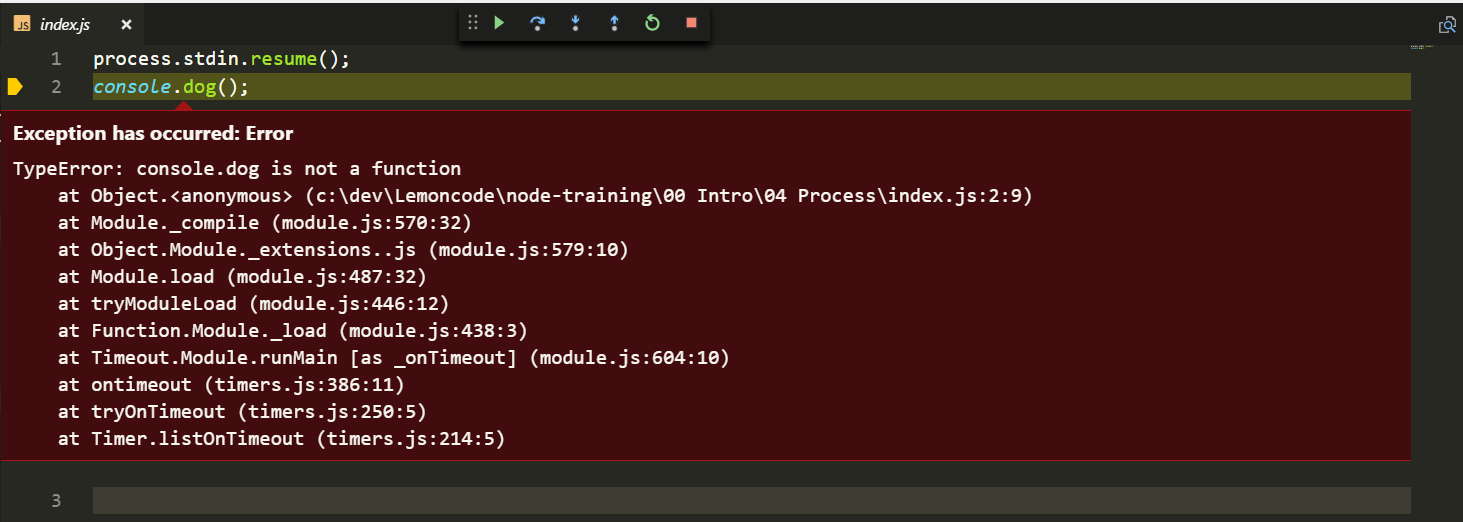 JS index.js ×
1 process.stdin.resume();
2 console.dog();
Exception has occurred: Error
TypeError: console.dog is not a function
at Object.<anonymous> (c:\dev\Lemoncode\node-training\00 Intro\04 Process\index.js:2:9)
at Module._compile (module.js:570:32)
at Object.Module._extensions..js (module.js:579:10)
at Module.load (module.js:487:32)
at tryModuleLoad (module.js:446:12)
at Function.Module._load (module.js:438:3)
at Timeout.Module.runMain [as _onTimeout] (module.js:604:10)
at ontimeout (timers.js:386:11)
at tryOnTimeout (timers.js:250:5)
at Timer.listOnTimeout (timers.js:214:5)
3